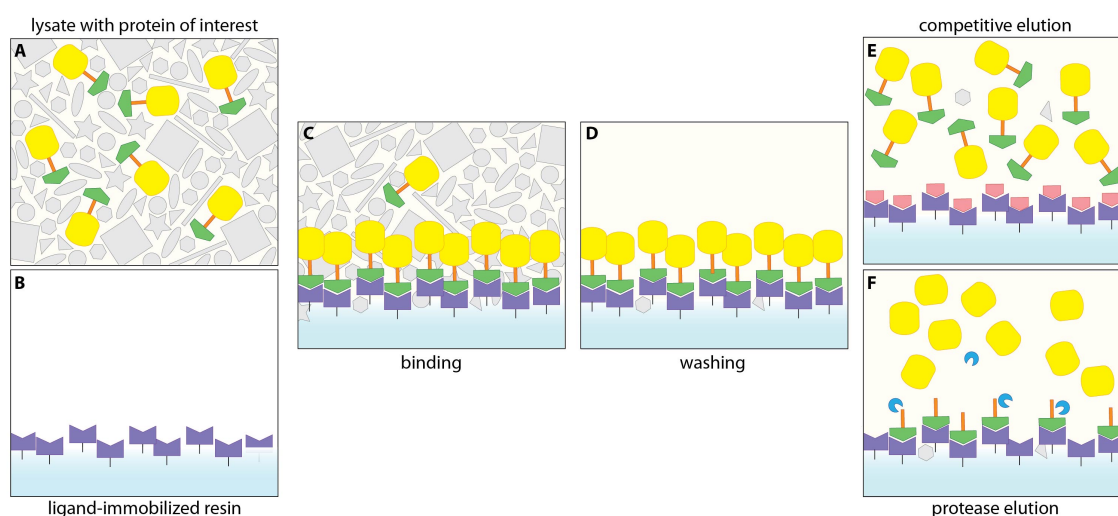 lysate with protein of interest
A
B
ligand-immobilized resin
C
binding
D
washing
competitive elution
E
F
protease elution